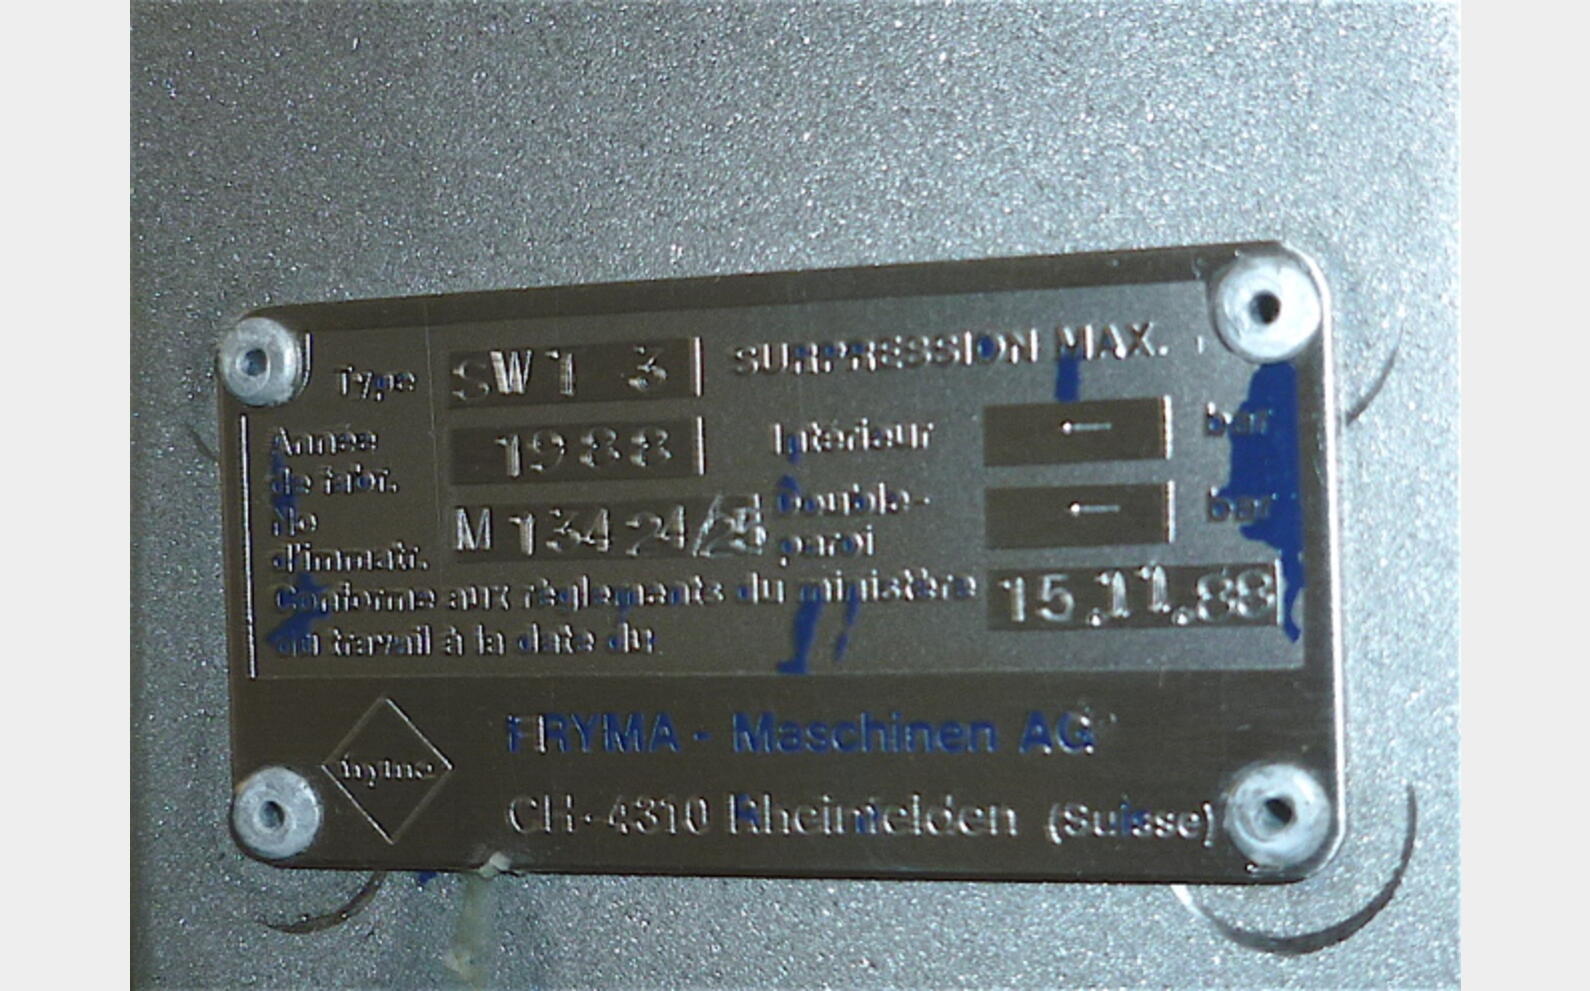 Type SW1 3
SURPRESSION MAX.
Année de fabr. 1988
Intérieur — bar
No d'immatr. M 13424/25
Double-paroi — bar
Conforme aux règlements du ministère
du travail à la date du 15.11.88
fryma
FRYMA - Maschinen AG
CH-4310 Rheinfelden (Suisse)